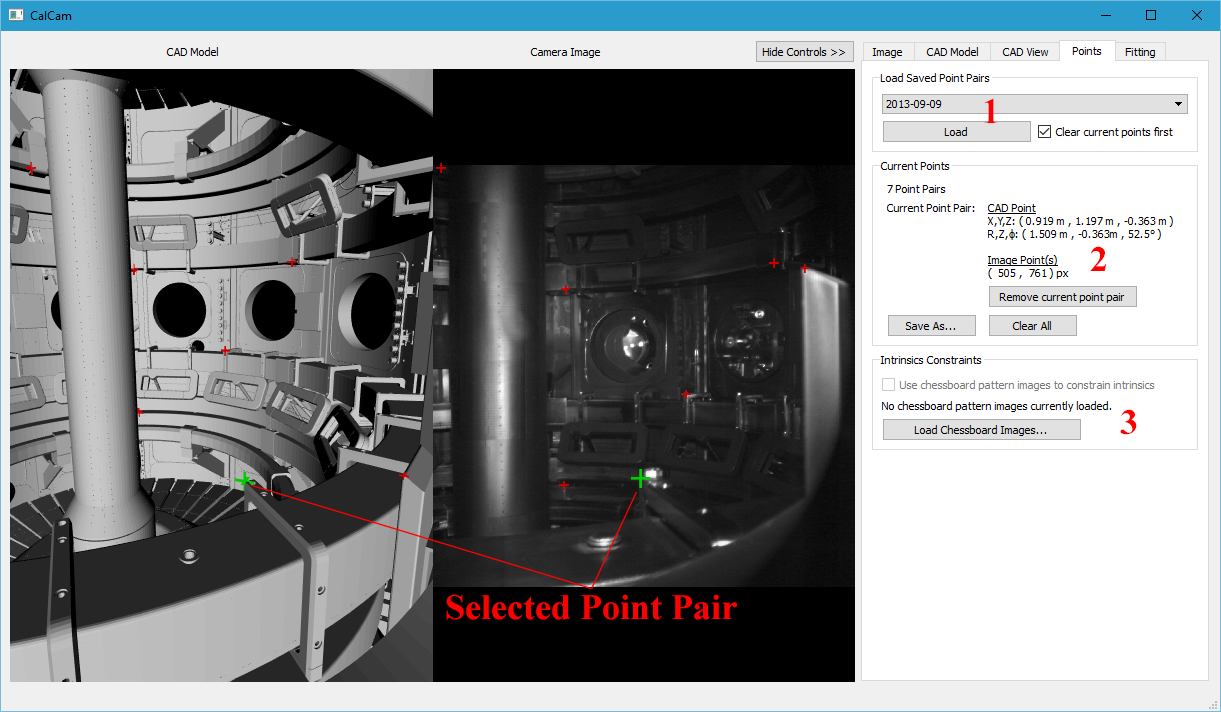 CalCam
CAD Model
Camera Image
Hide Controls >>
Image
CAD Model
CAD View
Points
Fitting
Load Saved Point Pairs
2013-09-09
1
Load
Clear current points first
Current Points
7 Point Pairs
Current Point Pair:
CAD Point
X,Y,Z: ( 0.919 m , 1.197 m , -0.363 m )
R,Z,ϕ: ( 1.509 m , -0.363m , 52.5° )
Image Point(s)
( 505 , 761 ) px
2
Remove current point pair
Save As...
Clear All
Intrinsics Constraints
Use chessboard pattern images to constrain intrinsics
No chessboard pattern images currently loaded.
Load Chessboard Images...
3
Selected Point Pair